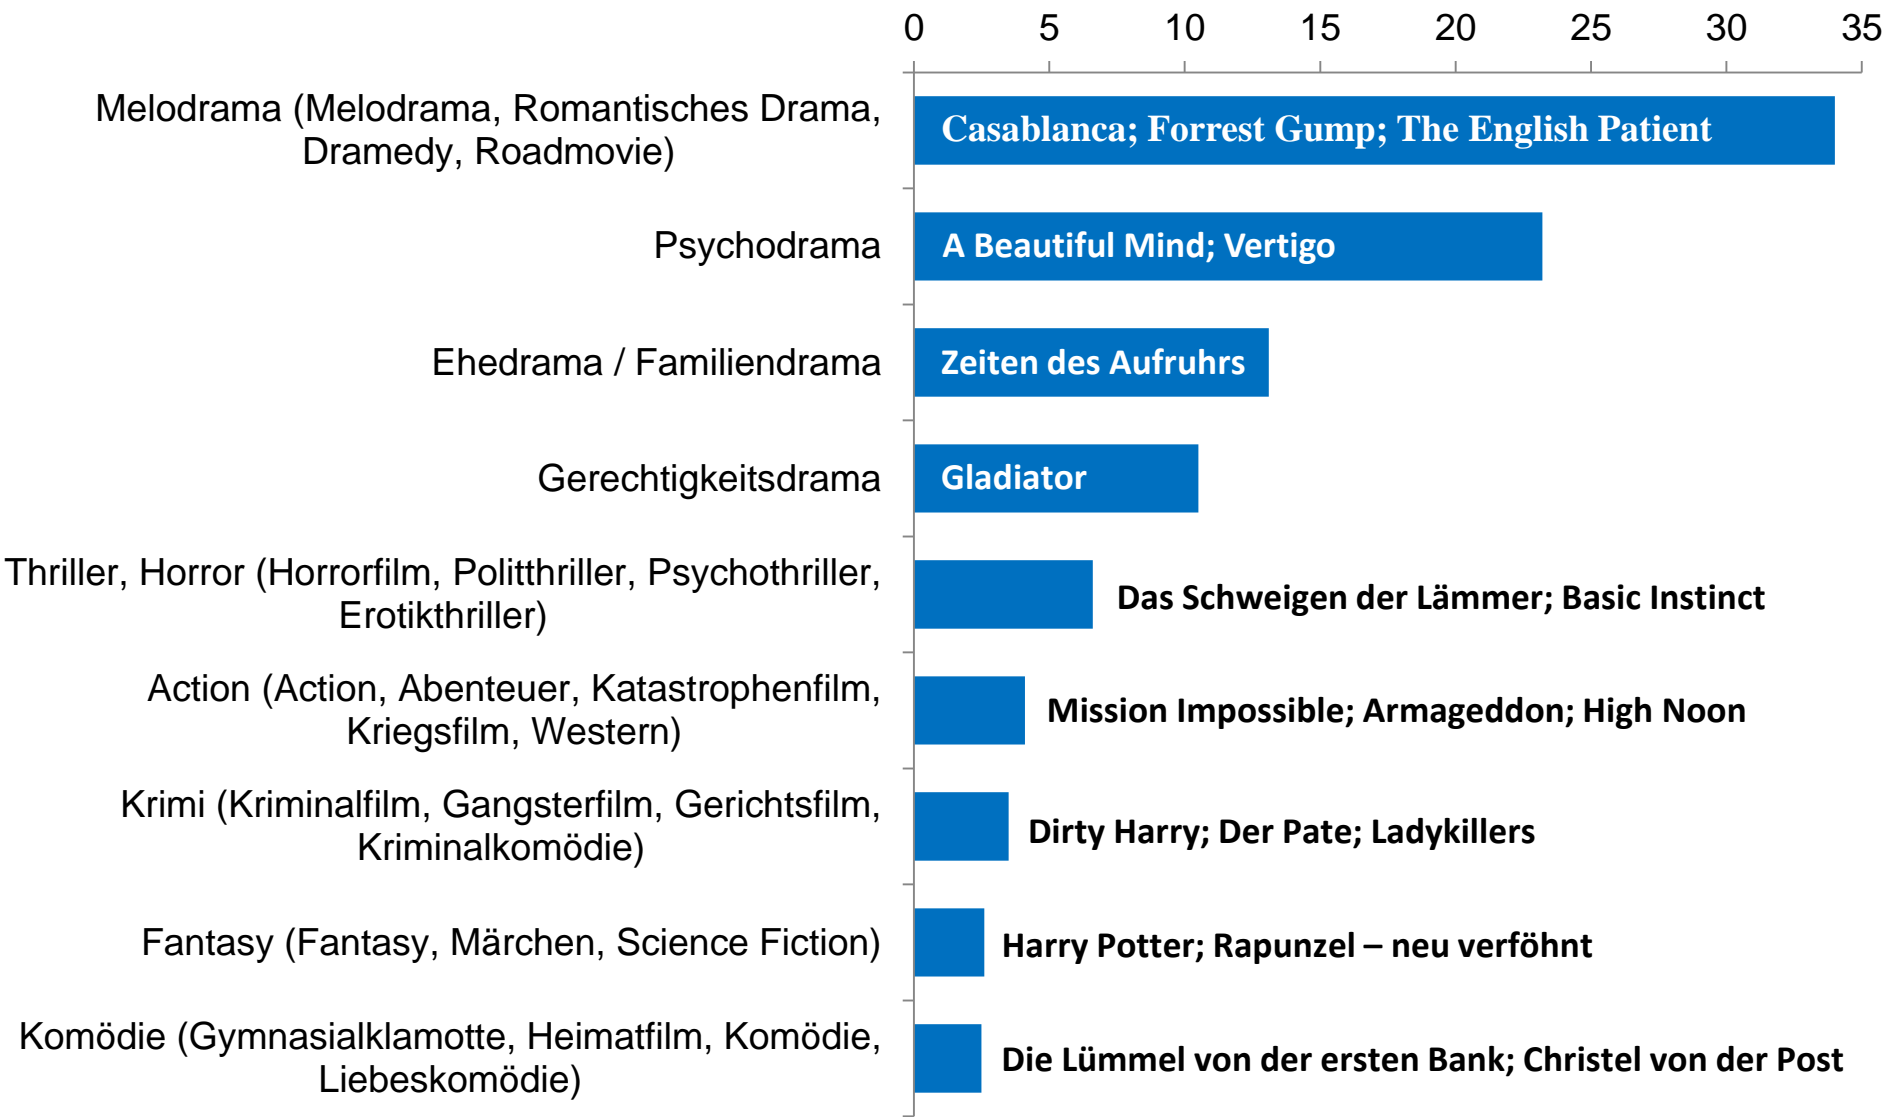 0 5 10 15 20 25 30 35
Melodrama (Melodrama, Romantisches Drama,
Dramedy, Roadmovie)
Casablanca; Forrest Gump; The English Patient
Psychodrama
A Beautiful Mind; Vertigo
Ehedrama / Familiendrama
Zeiten des Aufruhrs
Gerechtigkeitsdrama
Gladiator
Thriller, Horror (Horrorfilm, Politthriller, Psychothriller,
Erotikthriller)
Das Schweigen der Lämmer; Basic Instinct
Action (Action, Abenteuer, Katastrophenfilm,
Kriegsfilm, Western)
Mission Impossible; Armageddon; High Noon
Krimi (Kriminalfilm, Gangsterfilm, Gerichtsfilm,
Kriminalkomödie)
Dirty Harry; Der Pate; Ladykillers
Fantasy (Fantasy, Märchen, Science Fiction)
Harry Potter; Rapunzel – neu verföhnt
Komödie (Gymnasialklamotte, Heimatfilm, Komödie,
Liebeskomödie)
Die Lümmel von der ersten Bank; Christel von der Post